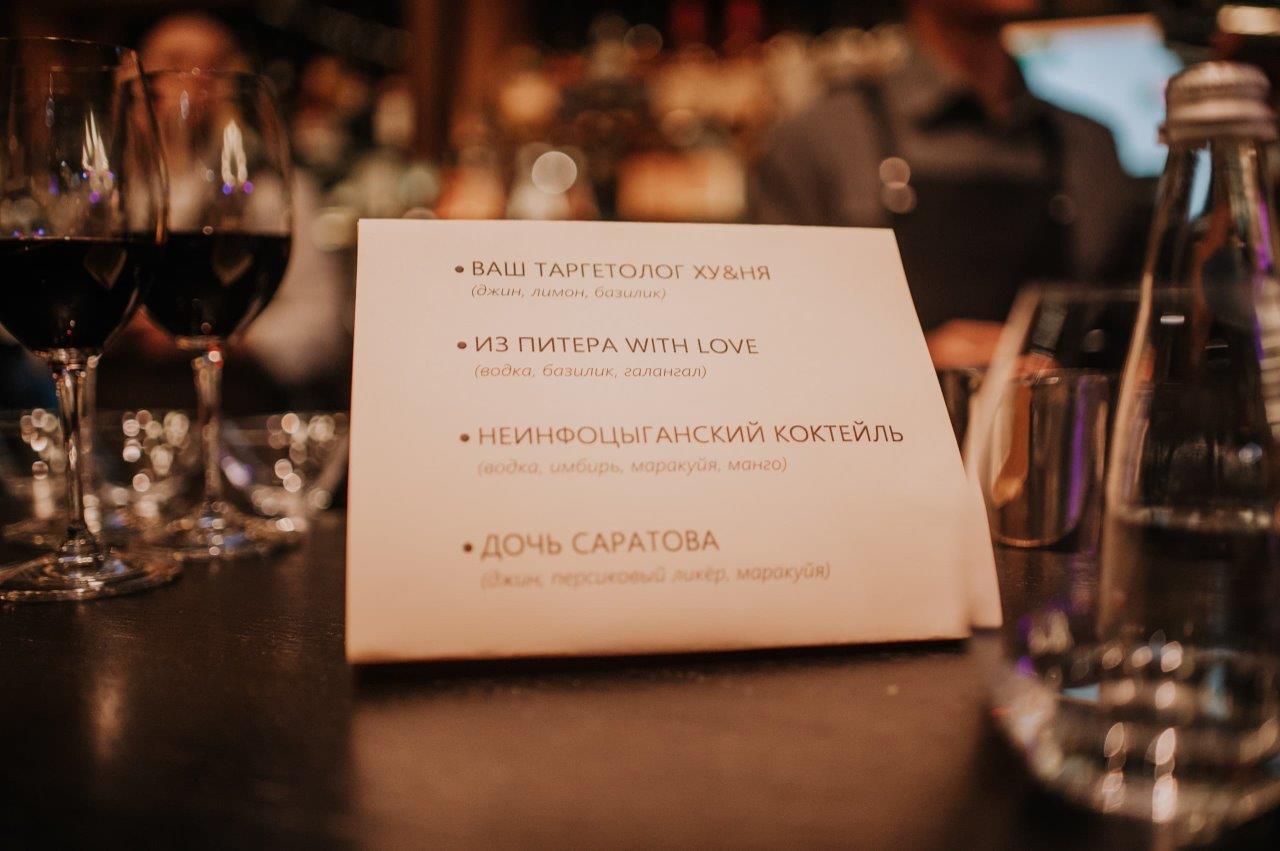 • ВАШ ТАРГЕТОЛОГ ХУ&НЯ
(джин, лимон, базилик)
• ИЗ ПИТЕРА WITH LOVE
(водка, базилик, галангал)
• НЕИНФОЦЫГАНСКИЙ КОКТЕЙЛЬ
(водка, имбирь, маракуйя, манго)
• ДОЧЬ САРАТОВА
(джин, персиковый ликёр, маракуйя)